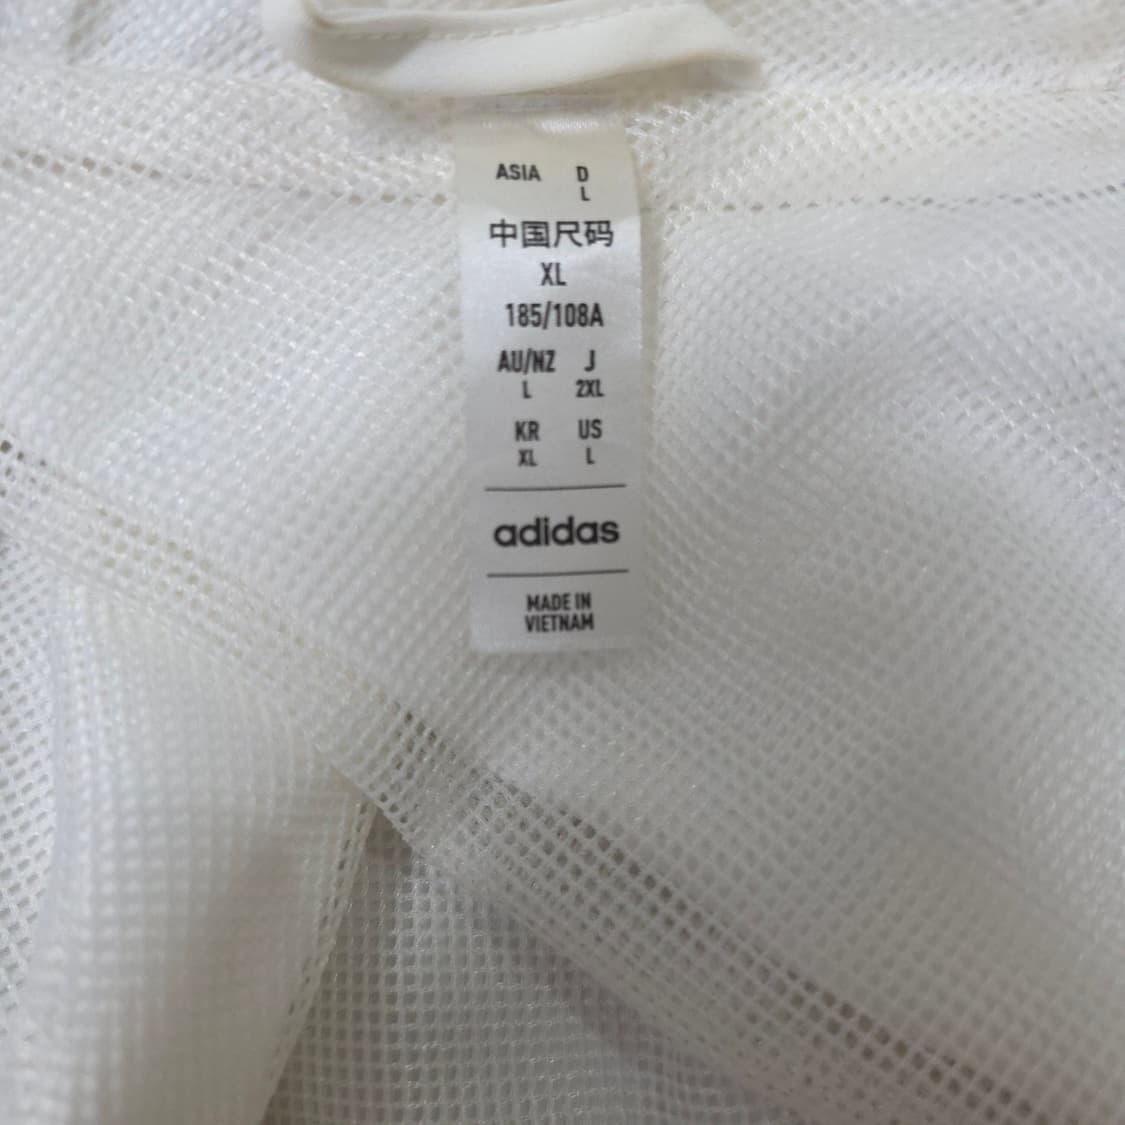 ASIA D
L
中国尺码
XL
185/108A
AU/NZ J
L 2XL
KR US
XL L
adidas
MADE IN
VIETNAM